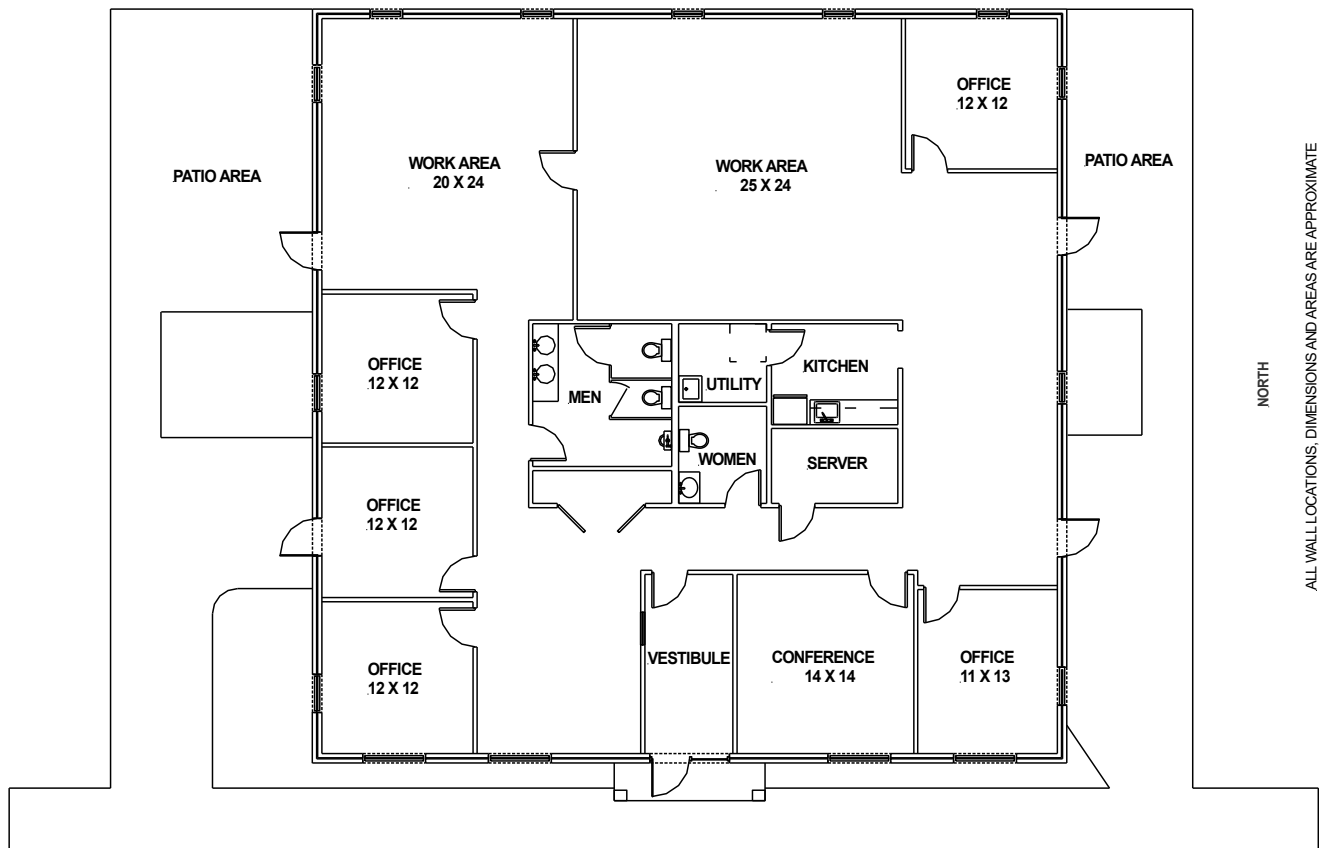 OFFICE
12 X 12
PATIO AREA
WORK AREA
20 X 24
WORK AREA
25 X 24
PATIO AREA
OFFICE
12 X 12
MEN
UTILITY
KITCHEN
WOMEN
SERVER
OFFICE
12 X 12
OFFICE
12 X 12
VESTIBULE
CONFERENCE
14 X 14
OFFICE
11 X 13
NORTH
ALL WALL LOCATIONS, DIMENSIONS AND AREAS ARE APPROXIMATE